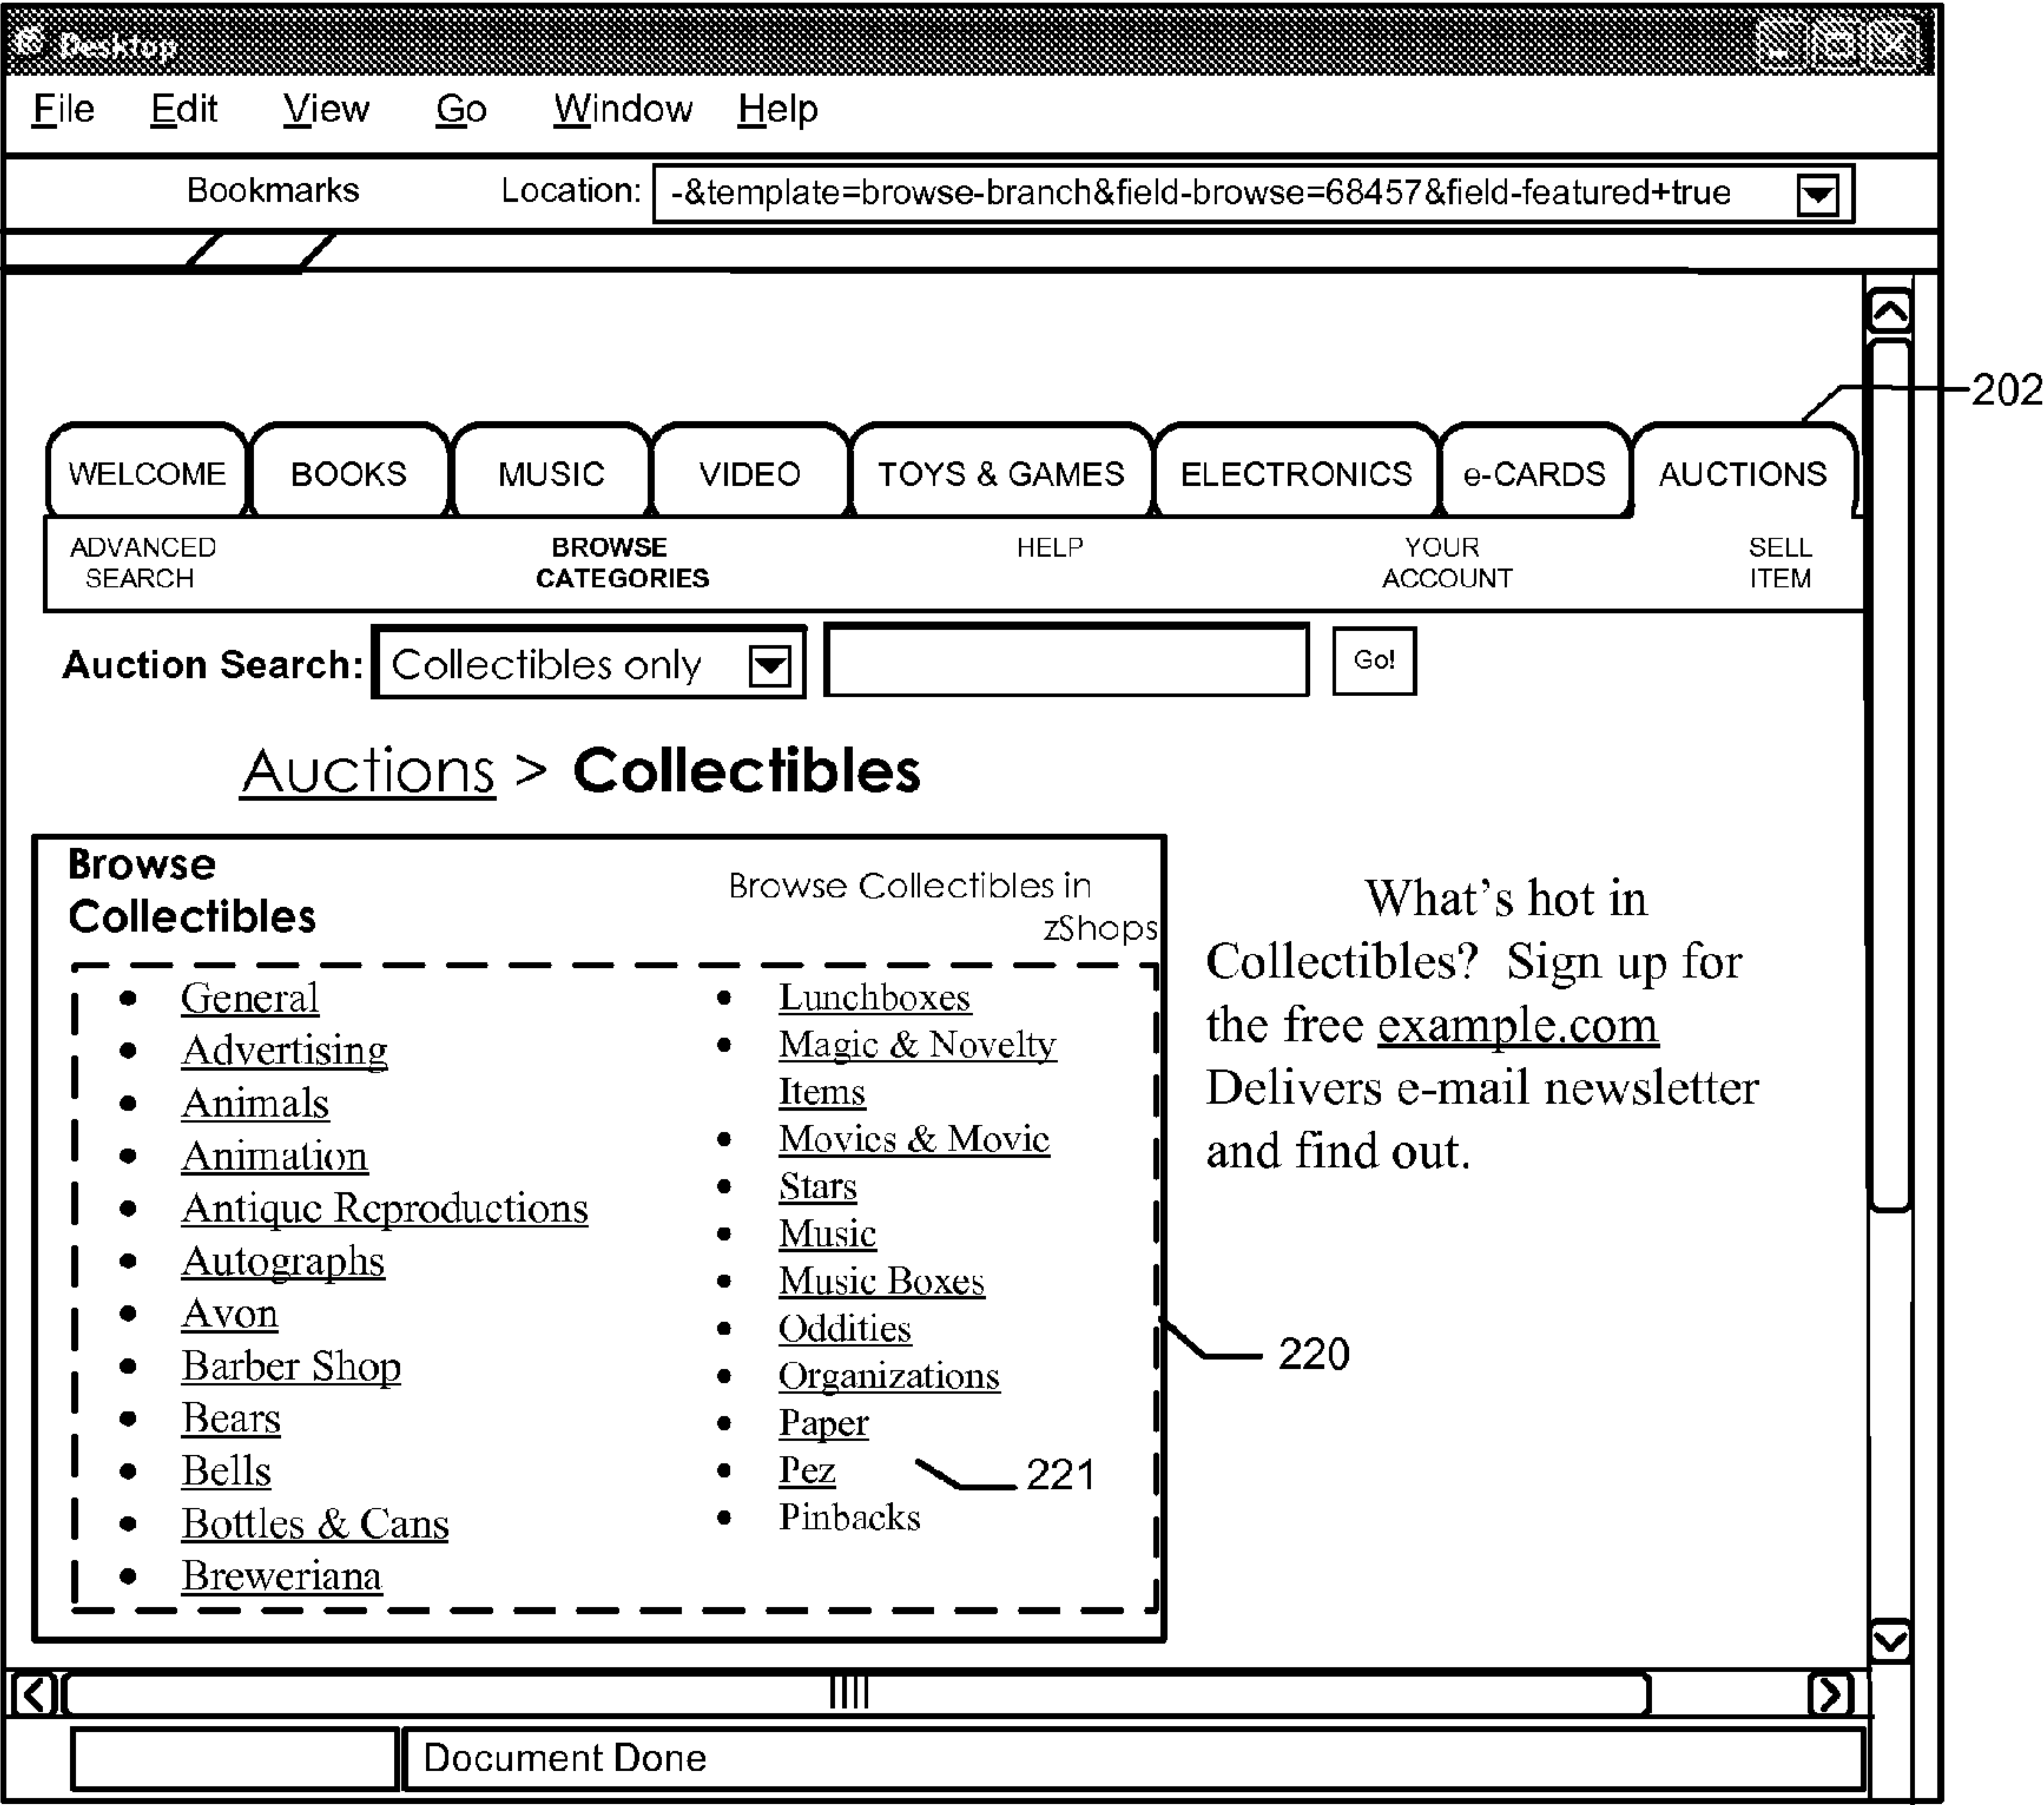 Desktop
File Edit View Go Window Help
Bookmarks Location: -&template=browse-branch&field-browse=68457&field-featured+true
202
WELCOME BOOKS MUSIC VIDEO TOYS & GAMES ELECTRONICS e-CARDS AUCTIONS
ADVANCED BROWSE HELP YOUR SELL
SEARCH CATEGORIES ACCOUNT ITEM
Auction Search: Collectibles only Go!
Auctions > Collectibles
Browse
Collectibles
Browse Collectibles in
zShops
General
Advertising
Animals
Animation
Antique Reproductions
Autographs
Avon
Barber Shop
Bears
Bells
Bottles & Cans
Breweriana
Lunchboxes
Magic & Novelty
Items
Movies & Movie
Stars
Music
Music Boxes
Oddities
Organizations
Paper
Pez
Pinbacks
221
220
What's hot in
Collectibles? Sign up for
the free example.com
Delivers e-mail newsletter
and find out.
Document Done